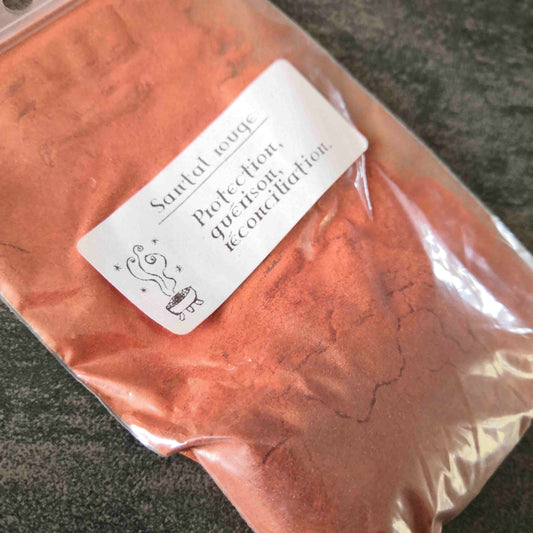 Santal rouge
Protection,
guérison,
réconciliation.